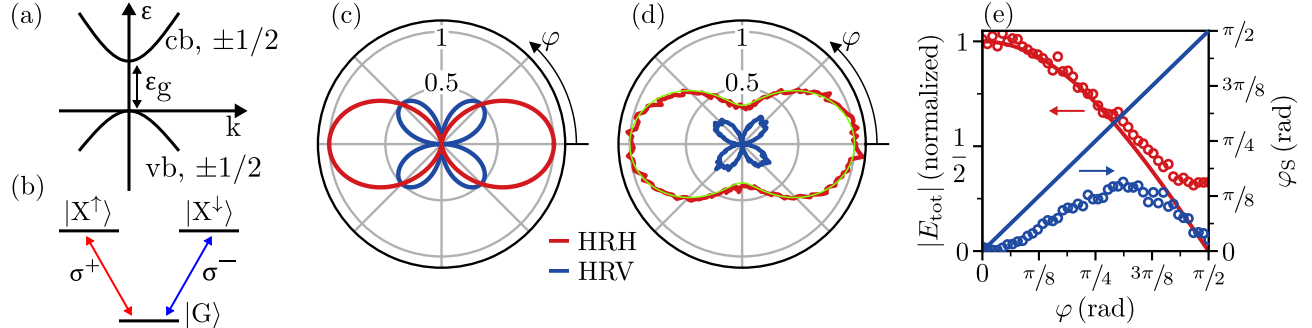 (a)
ε
cb, ±1/2
εg
k
vb, ±1/2
(b)
|X↑⟩
|X↓⟩
σ+
σ−
|G⟩
(c)
1
0.5
φ
HRH
HRV
(d)
1
0.5
φ
(e)
|Etot| (normalized)
1
1/2
0
0
π/8
π/4
3π/8
π/2
φ (rad)
π/2
3π/8
π/4
π/8
0
φS (rad)